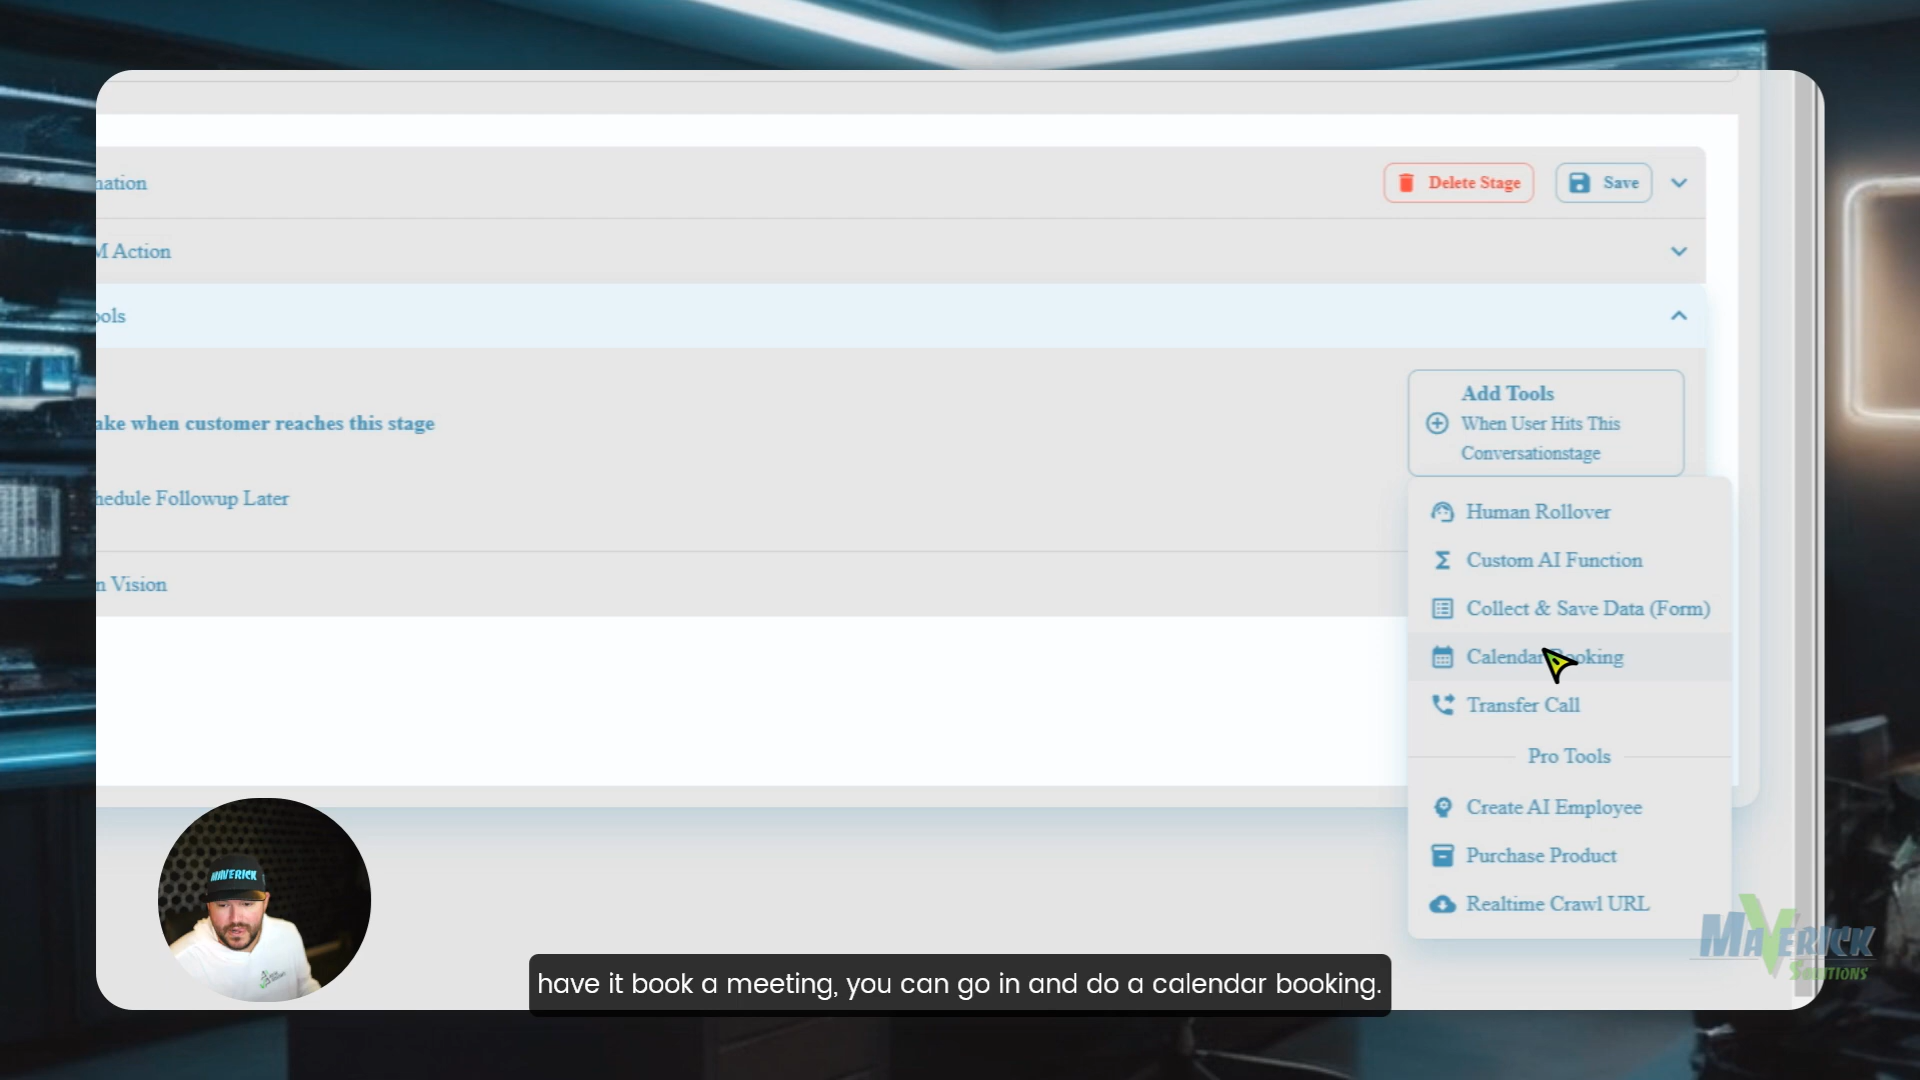 nation
Delete Stage
Save
M Action
ools
Add Tools
ake when customer reaches this stage
When User Hits This
Conversationstage
hedule Followup Later
Human Rollover
Custom AI Function
n Vision
Collect & Save Data (Form)
Calendar Booking
Transfer Call
Pro Tools
Create AI Employee
Purchase Product
Realtime Crawl URL
MAVERICK
MAVERICK
SOLUTIONS
have it book a meeting, you can go in and do a calendar booking.